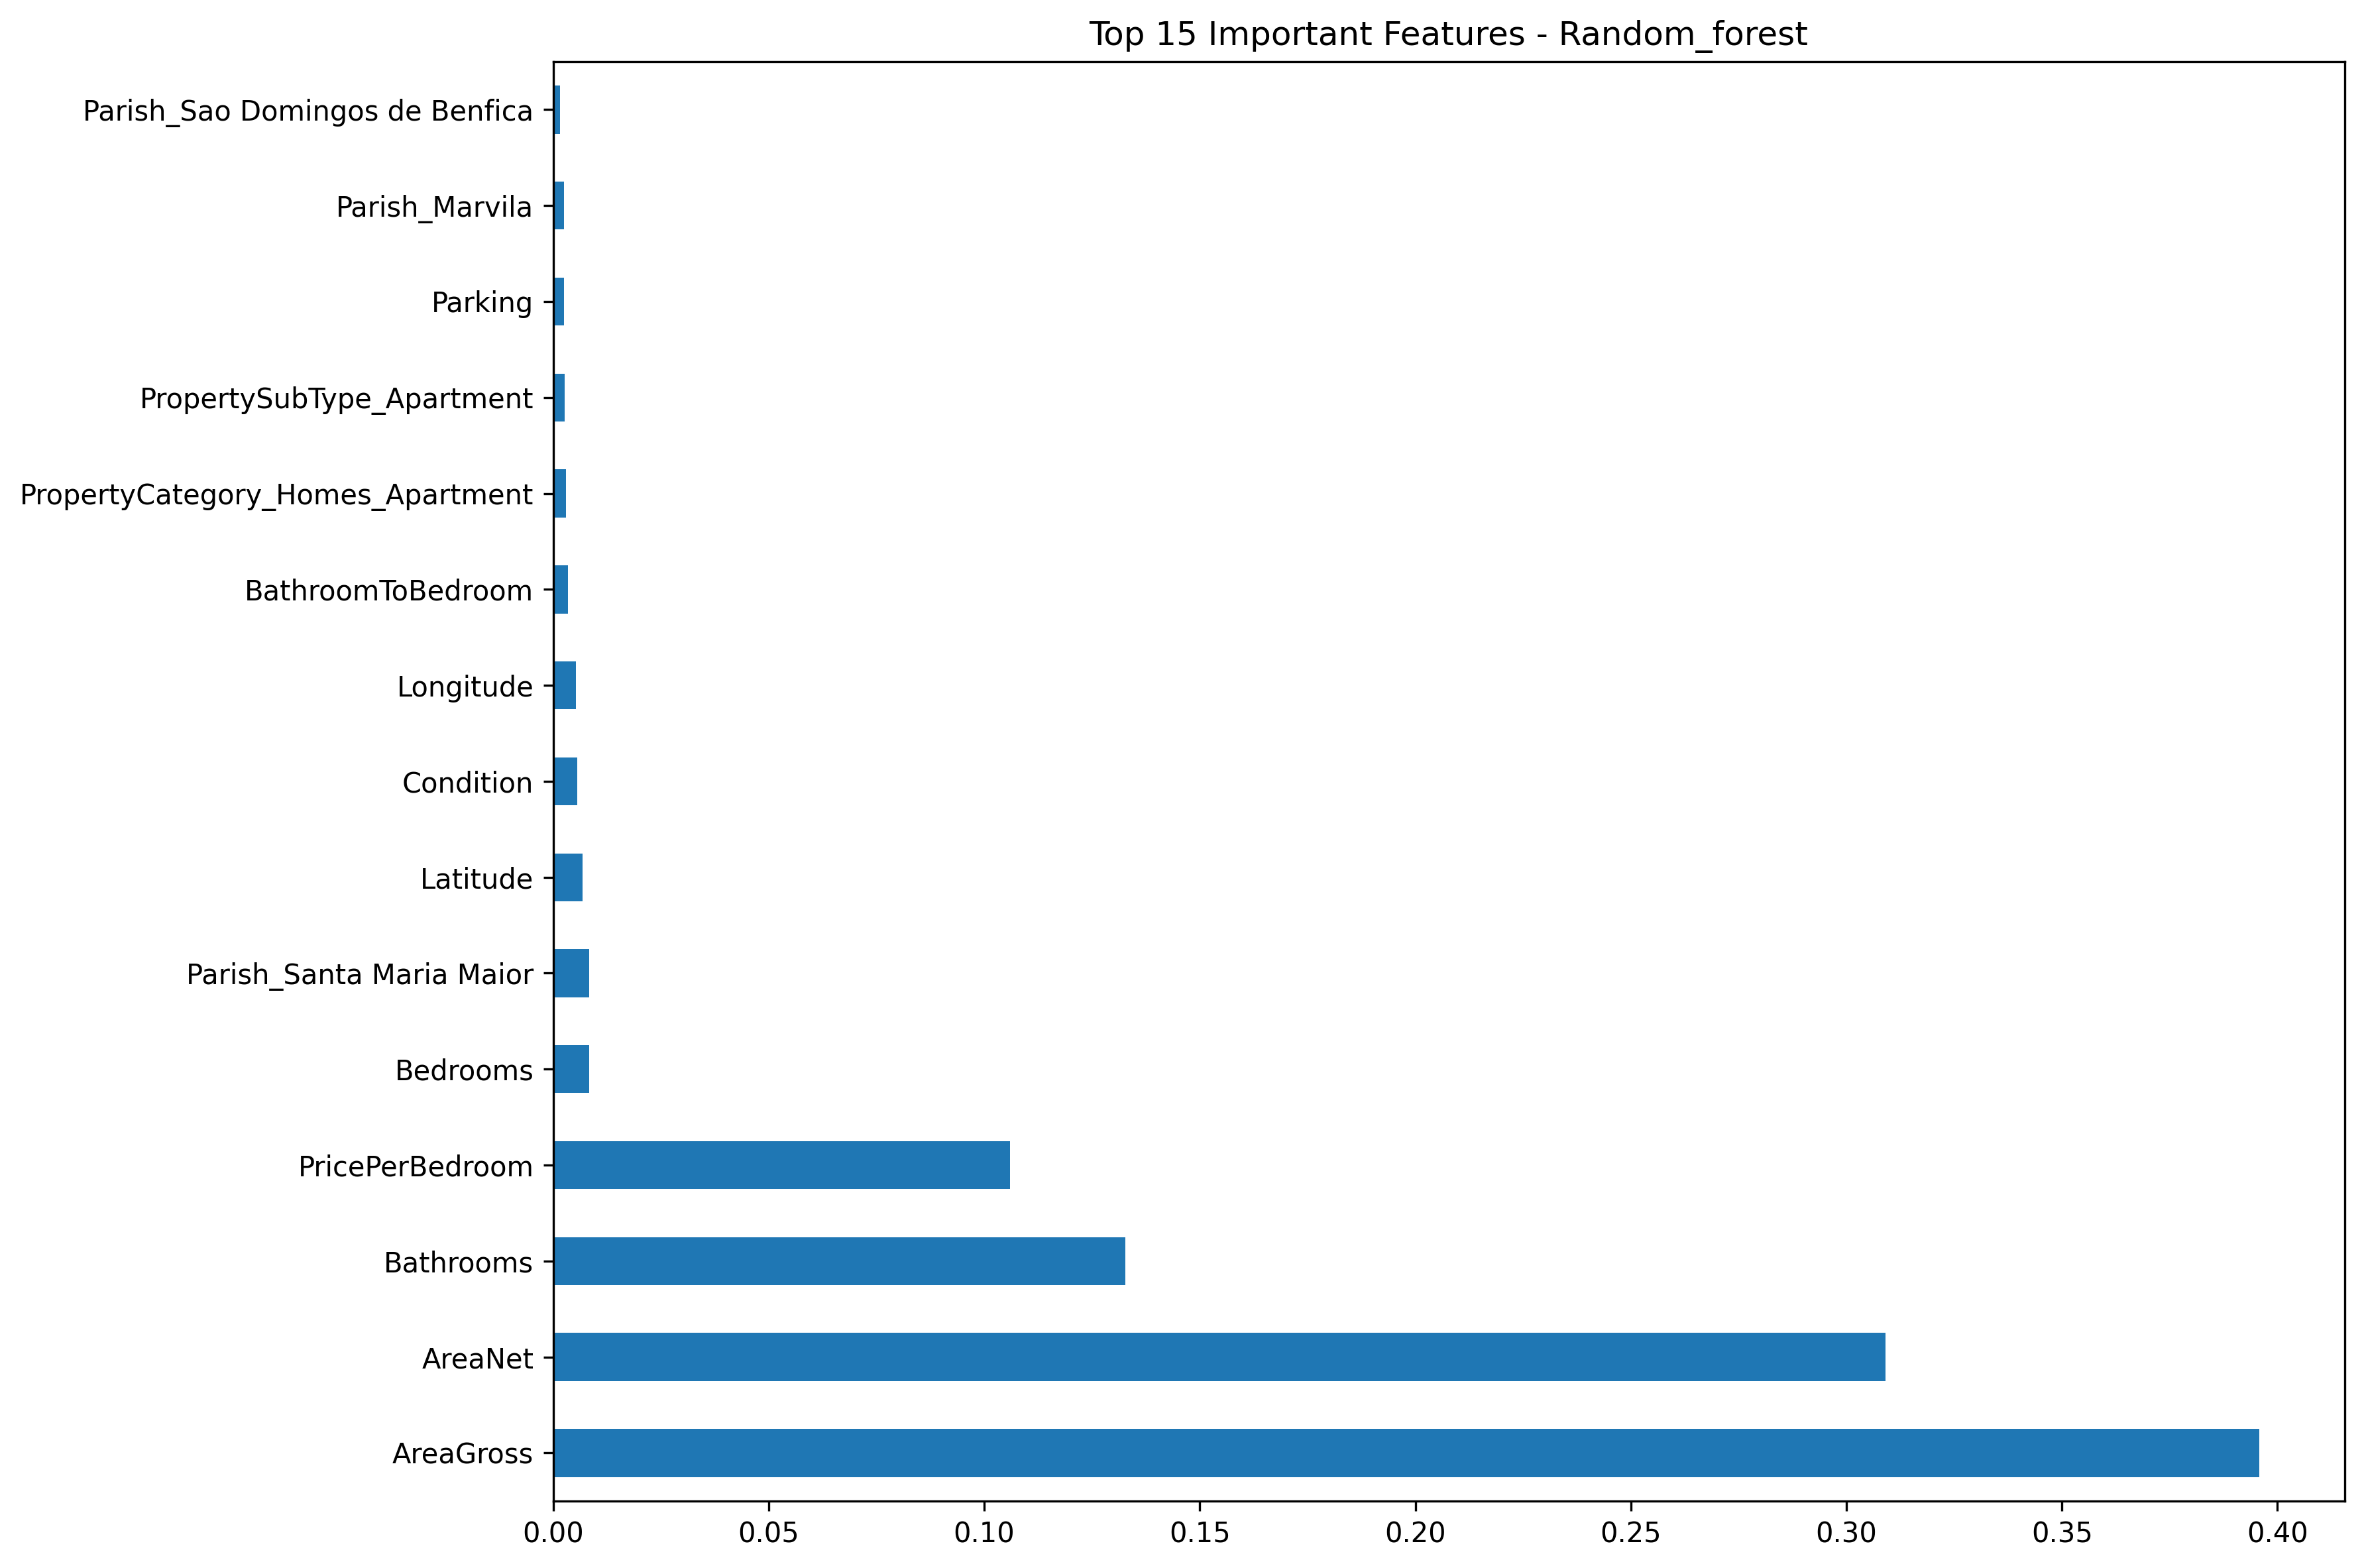 Top 15 Important Features - Random_forest
Parish_Sao Domingos de Benfica
Parish_Marvila
Parking
PropertySubType_Apartment
PropertyCategory_Homes_Apartment
BathroomToBedroom
Longitude
Condition
Latitude
Parish_Santa Maria Maior
Bedrooms
PricePerBedroom
Bathrooms
AreaNet
AreaGross
0.00 0.05 0.10 0.15 0.20 0.25 0.30 0.35 0.40